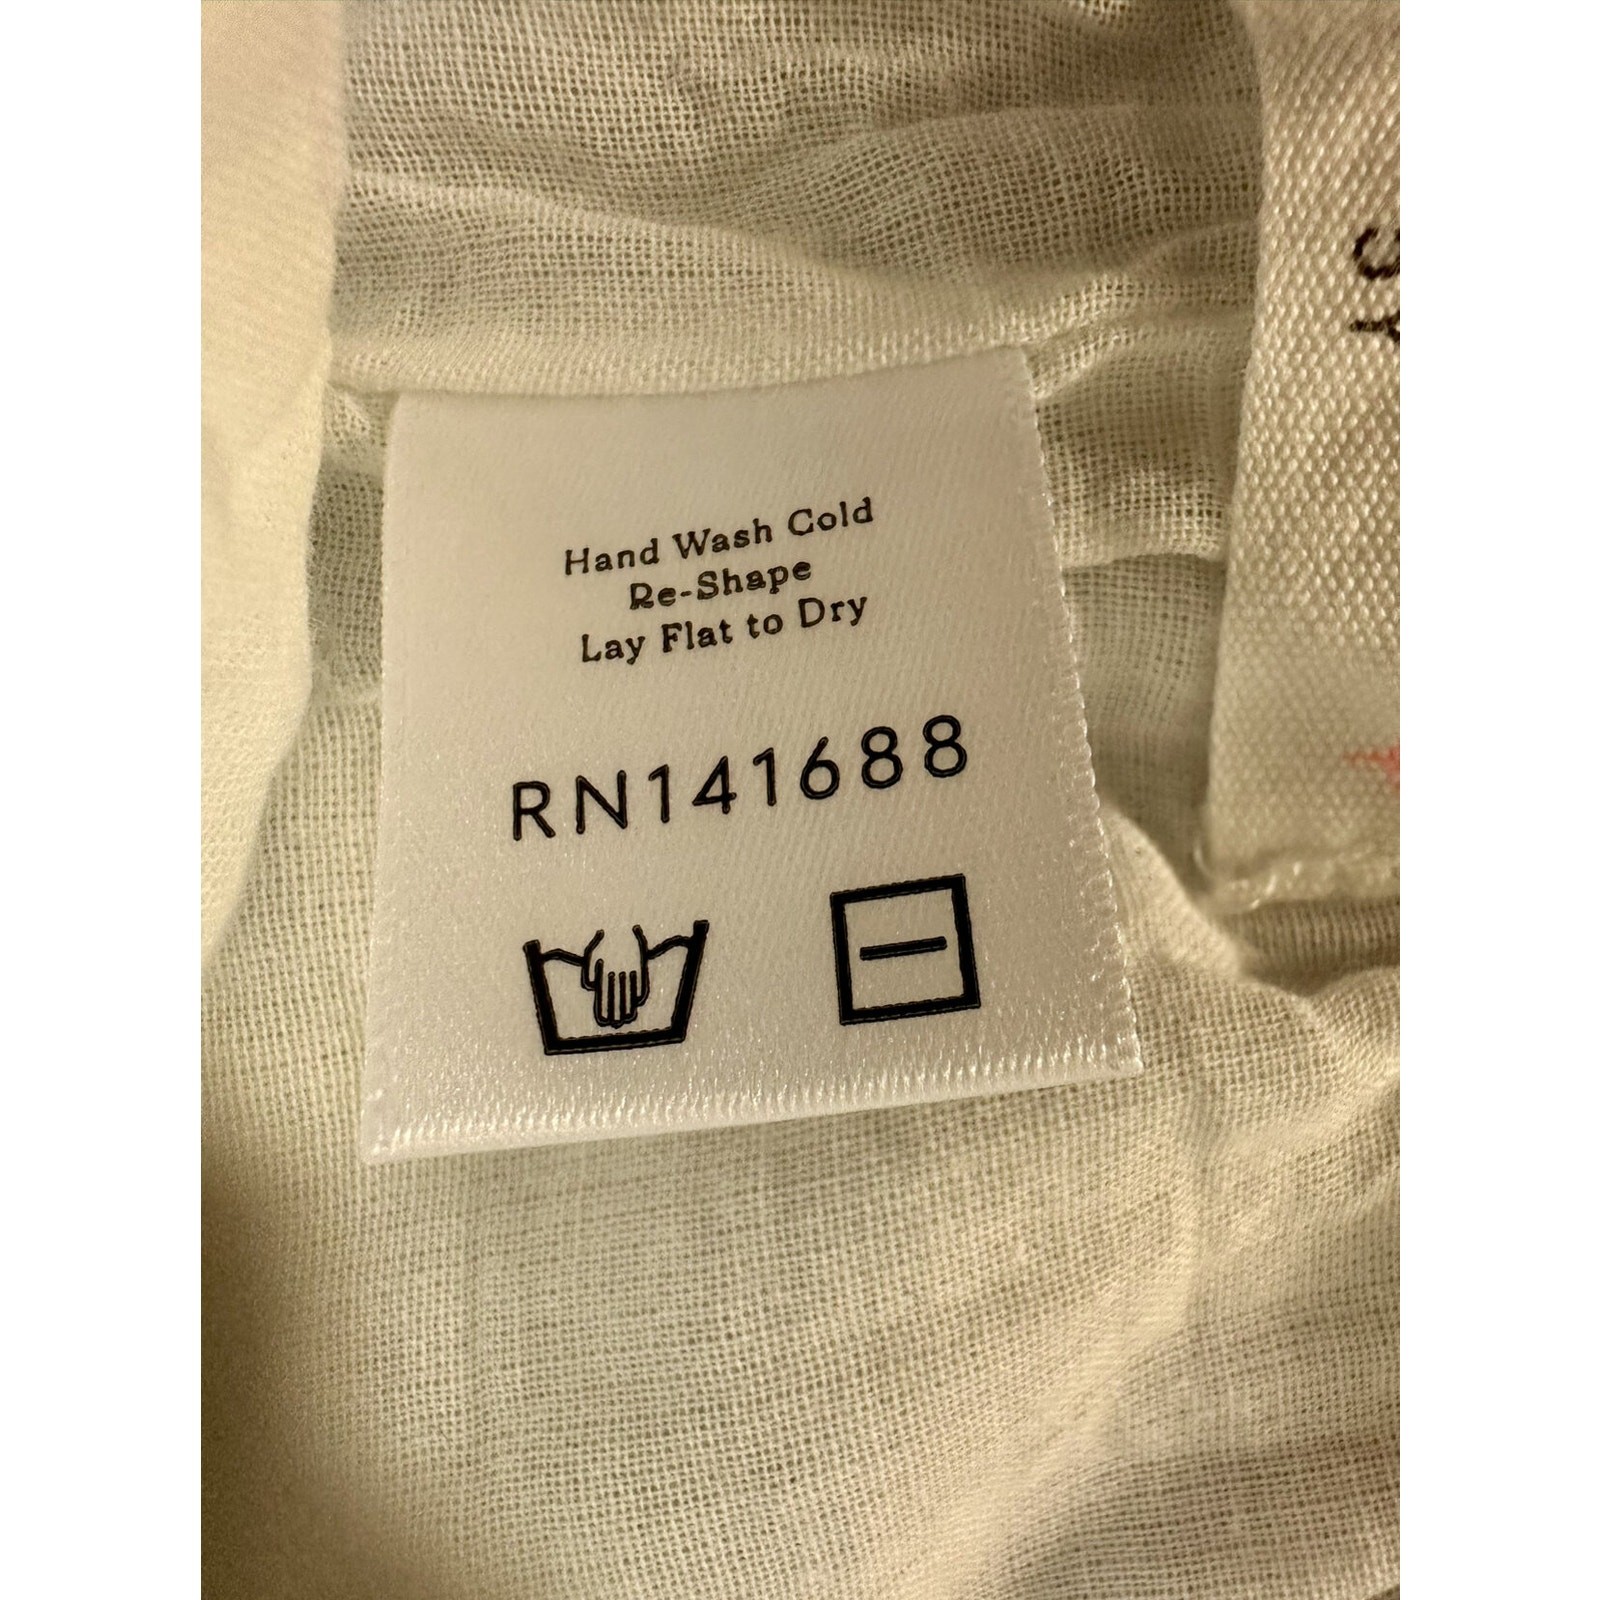 Hand Wash Cold
Re-Shape
Lay Flat to Dry
RN141688